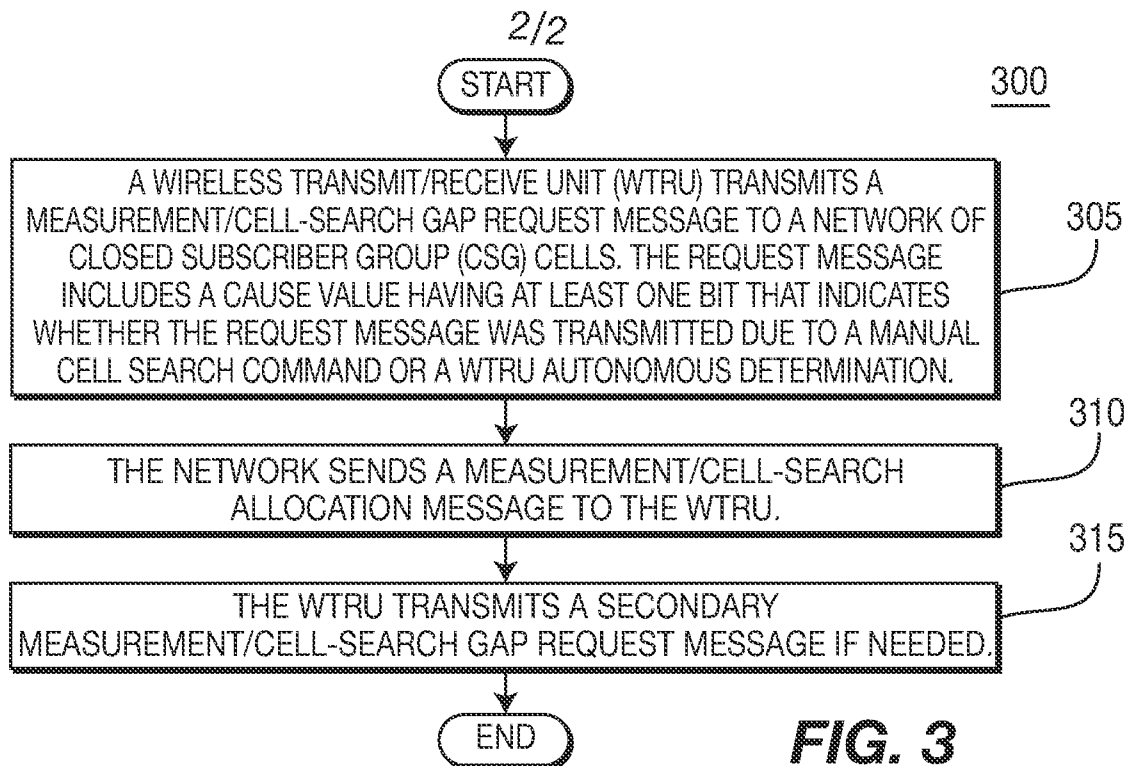 2/2
START
300
A WIRELESS TRANSMIT/RECEIVE UNIT (WTRU) TRANSMITS A
MEASUREMENT/CELL-SEARCH GAP REQUEST MESSAGE TO A NETWORK OF
CLOSED SUBSCRIBER GROUP (CSG) CELLS. THE REQUEST MESSAGE
INCLUDES A CAUSE VALUE HAVING AT LEAST ONE BIT THAT INDICATES
WHETHER THE REQUEST MESSAGE WAS TRANSMITTED DUE TO A MANUAL
CELL SEARCH COMMAND OR A WTRU AUTONOMOUS DETERMINATION.
305
THE NETWORK SENDS A MEASUREMENT/CELL-SEARCH
ALLOCATION MESSAGE TO THE WTRU.
310
THE WTRU TRANSMITS A SECONDARY
MEASUREMENT/CELL-SEARCH GAP REQUEST MESSAGE IF NEEDED.
315
END
FIG. 3